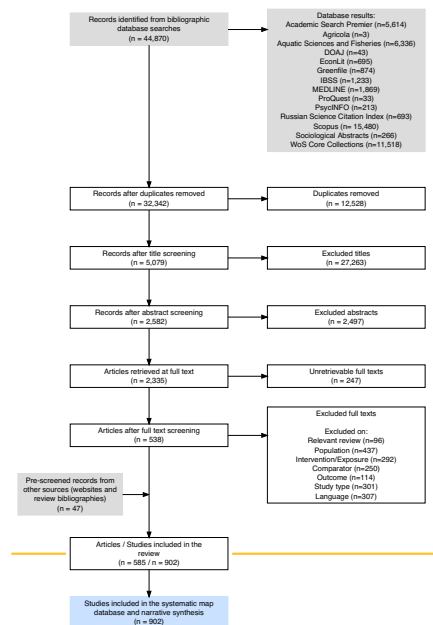 Records identified from bibliographic
database searches
(n = 44,870)
Database results:
Academic Search Premier (n=5,614)
Agricola (n=3)
Aquatic Sciences and Fisheries (n=6,336)
DOAJ (n=43)
EconLit (n=695)
Greenfile (n=874)
IBSS (n=1,233)
MEDLINE (n=1,869)
ProQuest (n=33)
PsycINFO (n=213)
Russian Science Citation Index (n=693)
Scopus (n= 15,480)
Sociological Abstracts (n=266)
WoS Core Collections (n=11,518)
Records after duplicates removed
(n = 32,342)
Duplicates removed
(n = 12,528)
Records after title screening
(n = 5,079)
Excluded titles
(n = 27,263)
Records after abstract screening
(n = 2,582)
Excluded abstracts
(n = 2,497)
Articles retrieved at full text
(n = 2,335)
Unretrievable full texts
(n = 247)
Articles after full text screening
(n = 538)
Excluded full texts
Excluded on:
Relevant review (n=96)
Population (n=437)
Intervention/Exposure (n=292)
Comparator (n=250)
Outcome (n=114)
Study type (n=301)
Language (n=307)
Pre-screened records from
other sources (websites and
review bibliographies)
(n = 47)
Articles / Studies included in the
review
(n = 585 / n = 902)
Studies included in the systematic map
database and narrative synthesis
(n = 902)